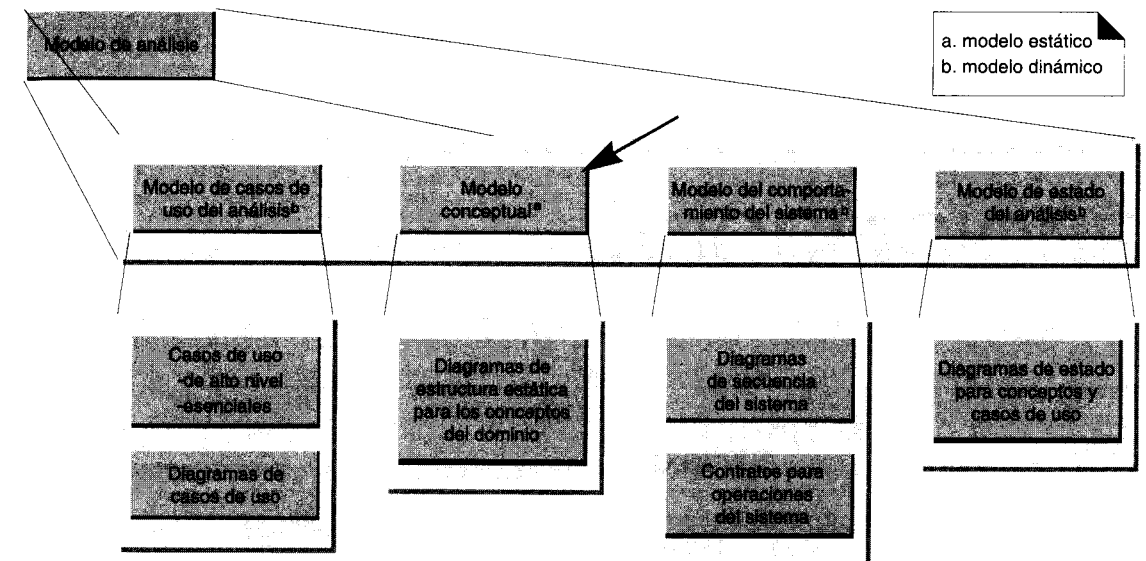 Modelo de análisis
a. modelo estático
b. modelo dinámico
Modelo de casos de
uso del análisisᵇ
Modelo
conceptualᵃ
Modelo del comporta-
miento del sistemaᵇ
Modelo de estado
del análisisᵇ
Casos de uso
-de alto nivel
-esenciales
Diagramas de
casos de uso
Diagramas de
estructura estática
para los conceptos
del dominio
Diagramas
de secuencia
del sistema
Contratos para
operaciones
del sistema
Diagramas de estado
para conceptos y
casos de uso